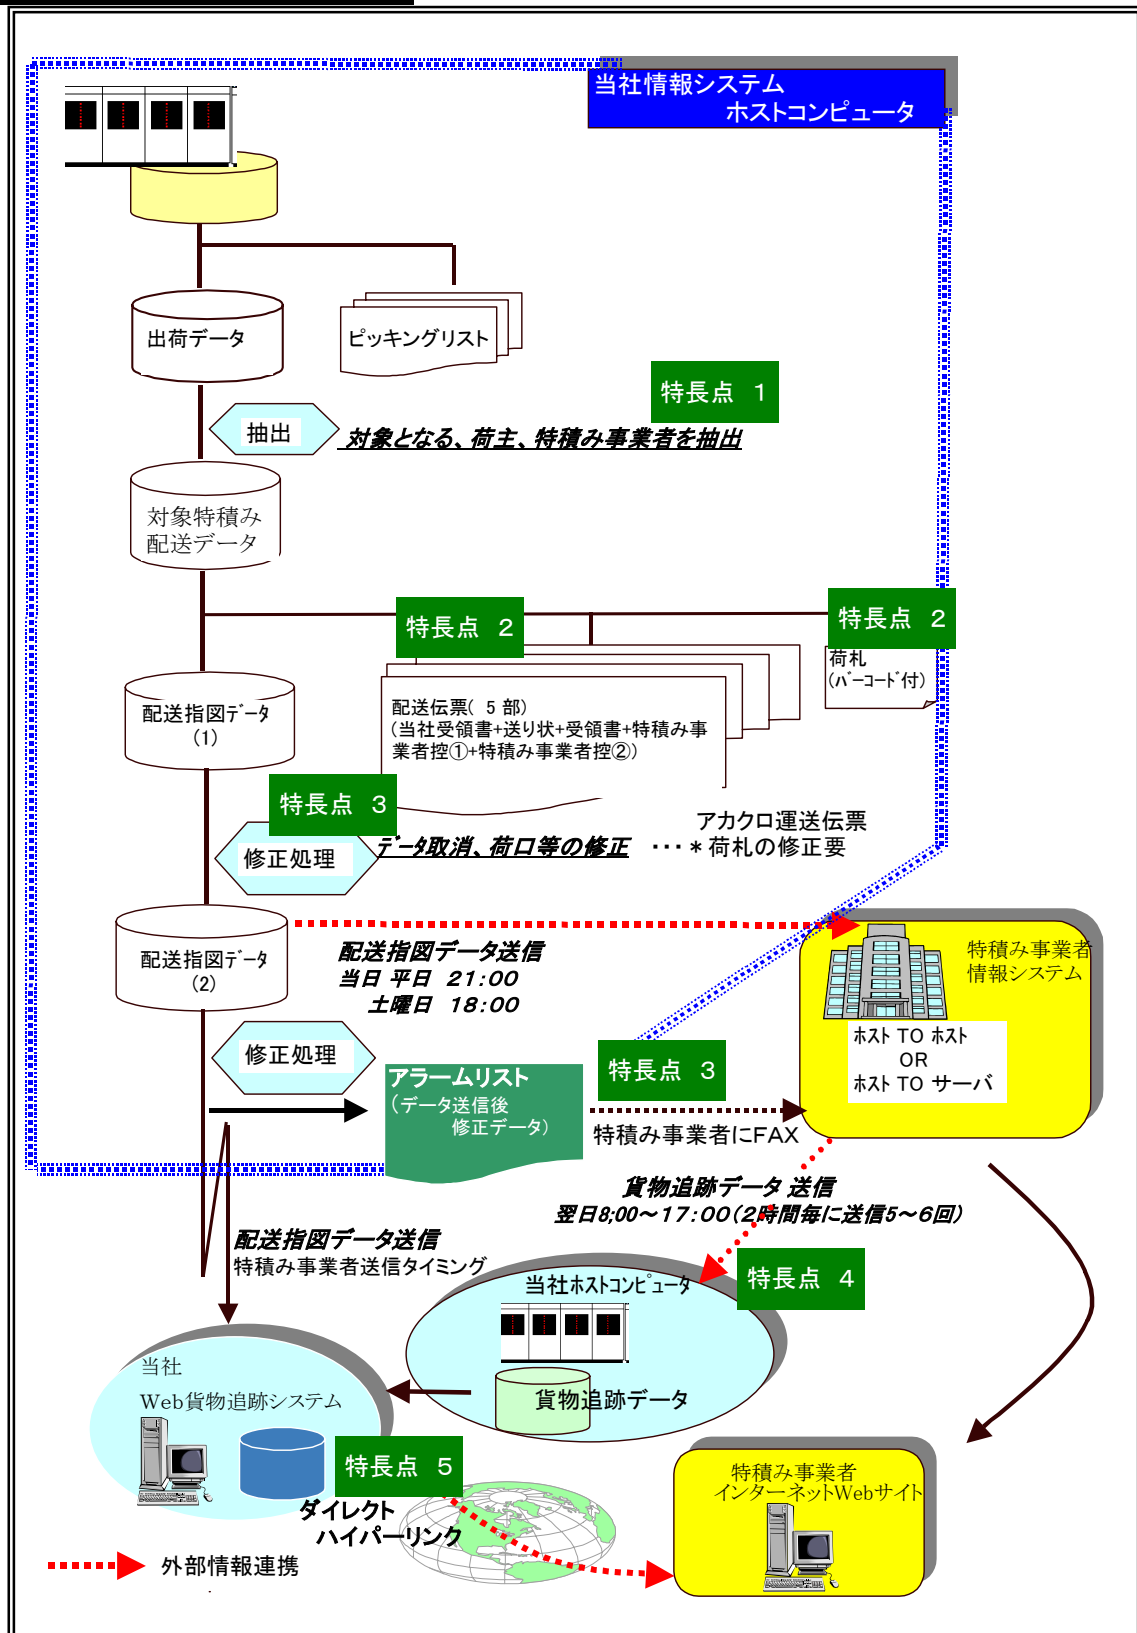 当社情報システム
ホストコンピュータ
出荷データ
ピッキングリスト
特長点 1
抽出
対象となる、荷主、特積み事業者を抽出
対象特積み
配送データ
特長点 2
特長点 2
荷札
(ﾊﾞｰｺｰﾄﾞ付)
配送伝票( 5 部)
(当社受領書+送り状+受領書+特積み事
業者控①+特積み事業者控②)
配送指図ﾃﾞｰﾀ
(1)
特長点 3
修正処理
ﾃﾞｰﾀ取消、荷口等の修正
アカクロ運送伝票
･･･＊荷札の修正要
配送指図ﾃﾞｰﾀ
(2)
配送指図データ送信
当日 平日 21:00
土曜日 18:00
特積み事業者
情報システム
ﾎｽﾄ TO ﾎｽﾄ
OR
ﾎｽﾄ TO サーバ
修正処理
アラームリスト
(データ送信後
修正データ)
特長点 3
特積み事業者にFAX
貨物追跡データ 送信
翌日8;00～17:00(2時間毎に送信5～6回)
配送指図データ送信
特積み事業者送信タイミング
特長点 4
当社ホストコンピュータ
貨物追跡データ
当社
Web貨物追跡システム
特長点 5
ダイレクト
ハイパーリンク
特積み事業者
インターネットWebサイト
外部情報連携